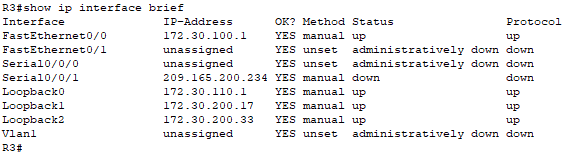 R3#show ip interface brief
Interface              IP-Address      OK? Method Status                Protocol
FastEthernet0/0        172.30.100.1    YES manual up                    up
FastEthernet0/1        unassigned      YES unset  administratively down down
Serial0/0/0            unassigned      YES unset  administratively down down
Serial0/0/1            209.165.200.234 YES manual down                  down
Loopback0              172.30.110.1    YES manual up                    up
Loopback1              172.30.200.17   YES manual up                    up
Loopback2              172.30.200.33   YES manual up                    up
Vlan1                  unassigned      YES unset  administratively down down
R3#